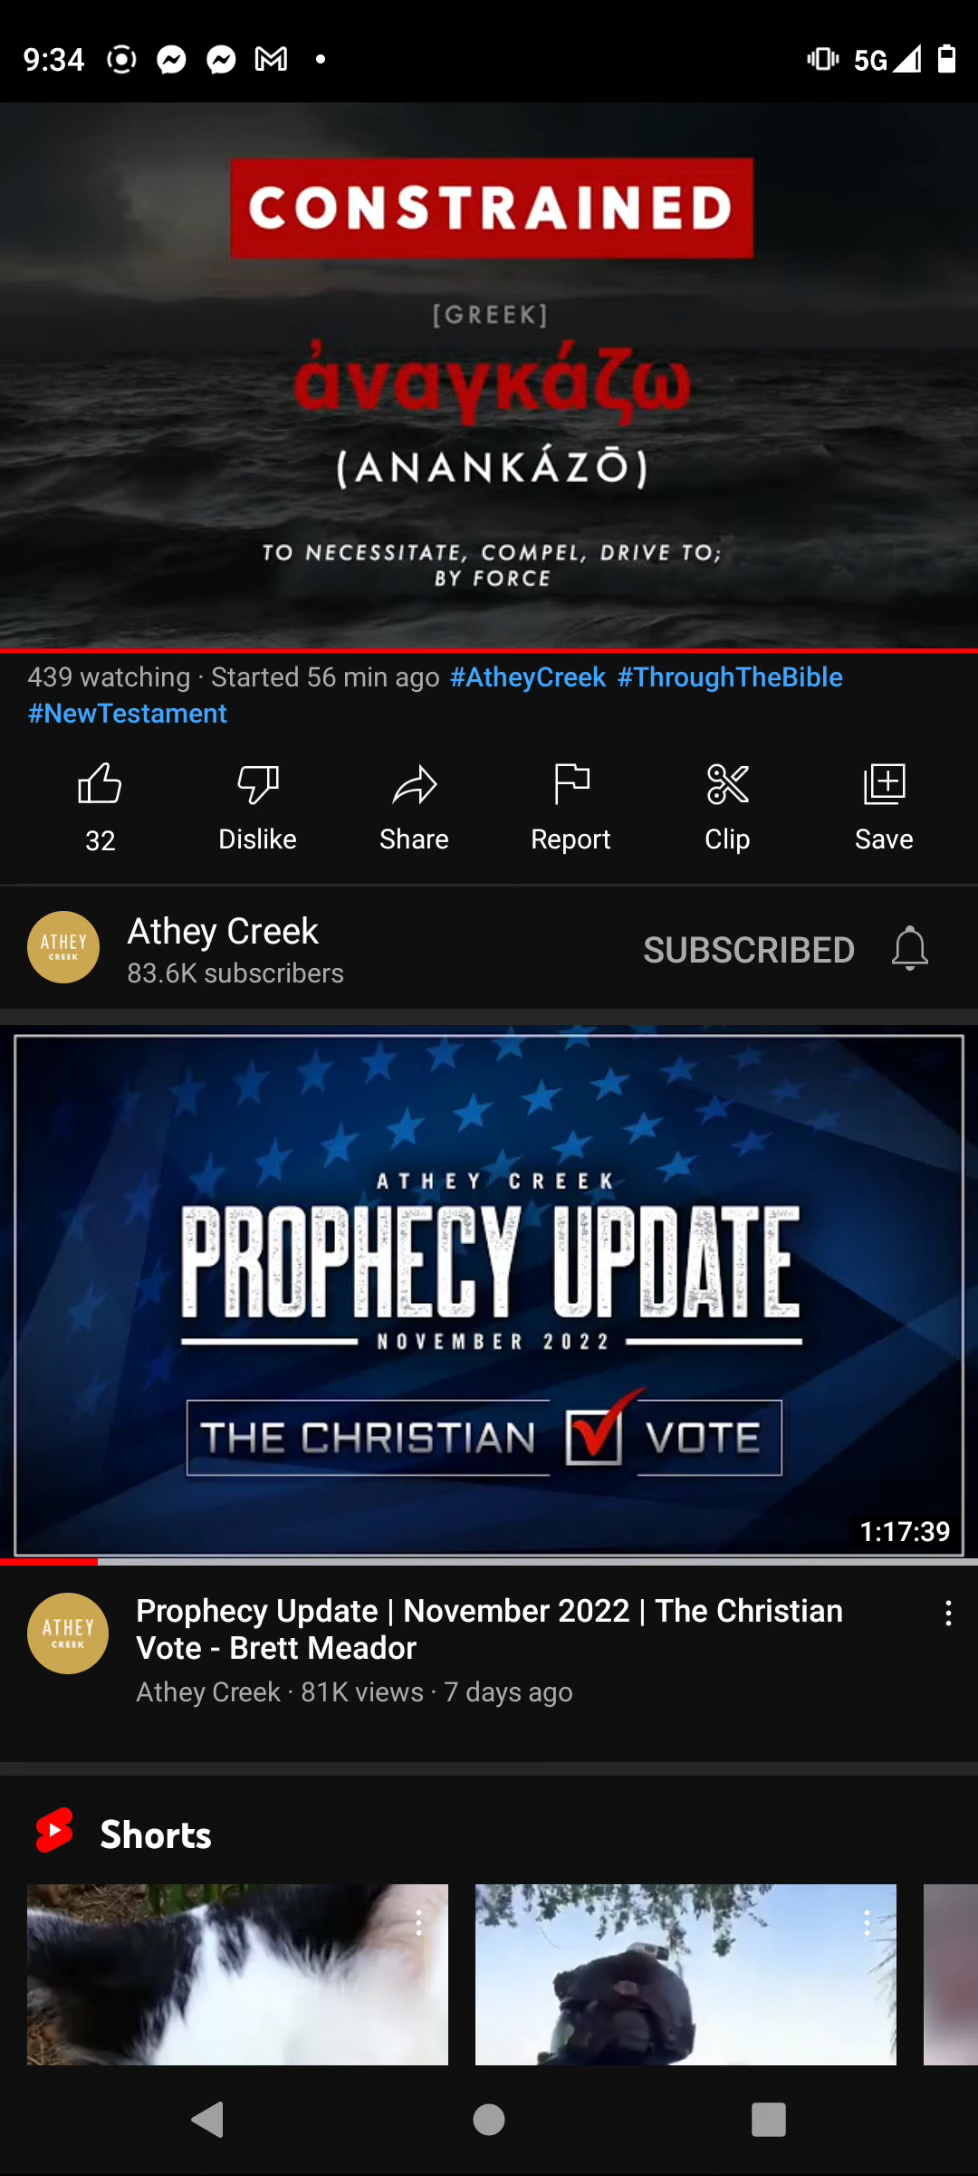 9:34
5G
CONSTRAINED
[GREEK]
ἀναγκάζω
(ANANKÁZŌ)
TO NECESSITATE, COMPEL, DRIVE TO;
BY FORCE
439 watching · Started 56 min ago #AtheyCreek #ThroughTheBible
#NewTestament
32 Dislike Share Report Clip Save
ATHEY
CREEK
Athey Creek
83.6K subscribers
SUBSCRIBED
ATHEY CREEK
PROPHECY UPDATE
NOVEMBER 2022
THE CHRISTIAN VOTE
1:17:39
ATHEY
CREEK
Prophecy Update | November 2022 | The Christian
Vote - Brett Meador
Athey Creek · 81K views · 7 days ago
Shorts